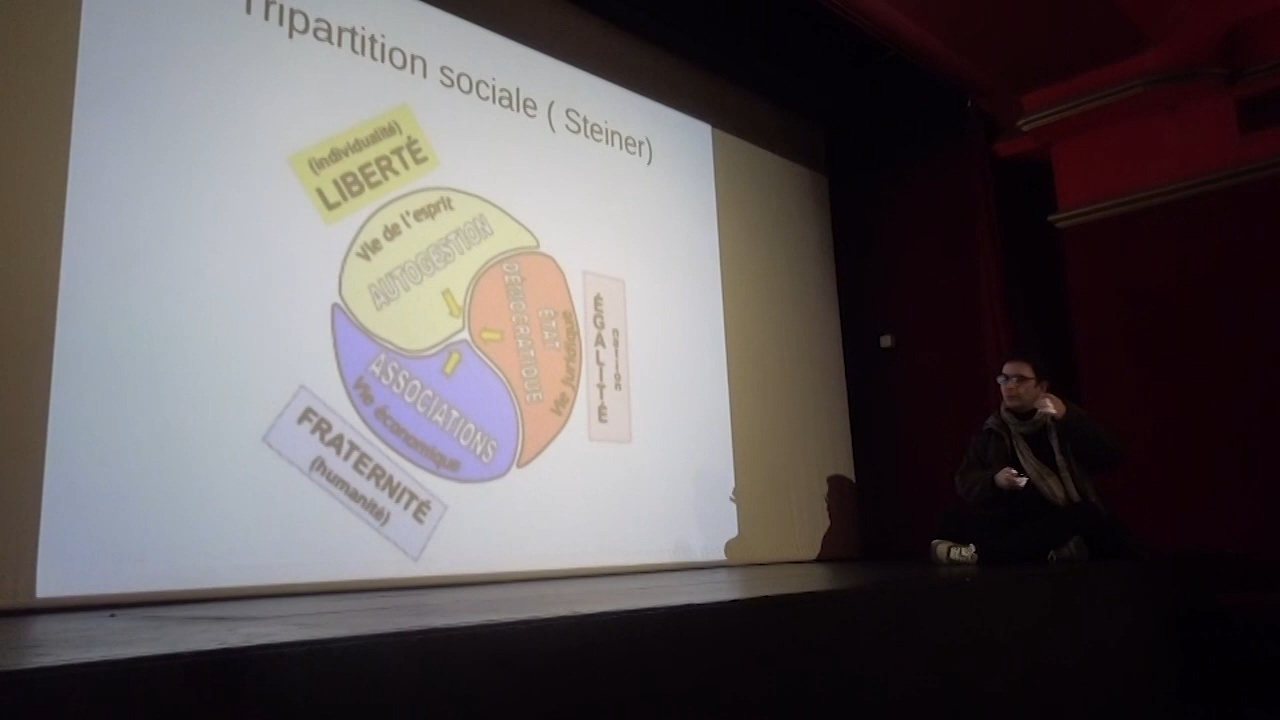 Tripartition sociale ( Steiner)
(individualité)
LIBERTÉ
Vie de l'esprit
AUTOGESTION
DÉMOCRATIQUE
ETAT
Vie juridique
ÉGALITÉ
nation
ASSOCIATIONS
Vie économique
FRATERNITÉ
(humanité)